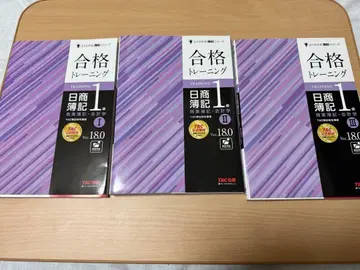 合格
トレーニング
日商
簿記
1級
商業簿記・会計学
I
Ver.18.0
TAC出版
合格
トレーニング
日商
簿記
1級
商業簿記・会計学
II
Ver.18.0
TAC出版
合格
トレーニング
日商
簿記
1級
商業簿記・会計学
III
Ver.18.0
TAC出版